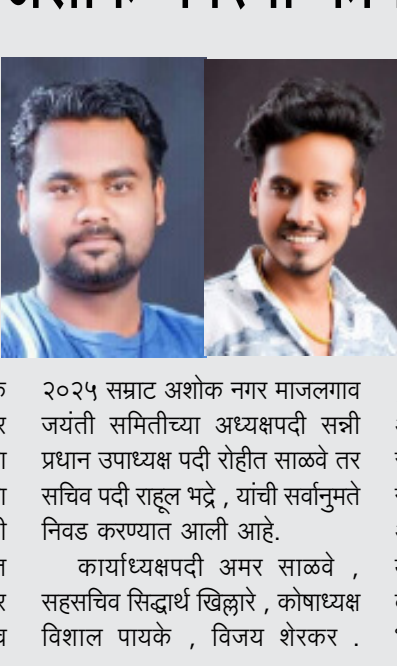 २०२५ सम्राट अशोक नगर माजलगाव
जयंती समितीच्या अध्यक्षपदी सन्नी
प्रधान उपाध्यक्ष पदी रोहीत साळवे तर
सचिव पदी राहूल भद्रे , यांची सर्वानुमते
निवड करण्यात आली आहे.
कार्याध्यक्षपदी अमर साळवे ,
सहसचिव सिद्धार्थ खिल्लारे , कोषाध्यक्ष
विशाल पायके , विजय शेरकर .